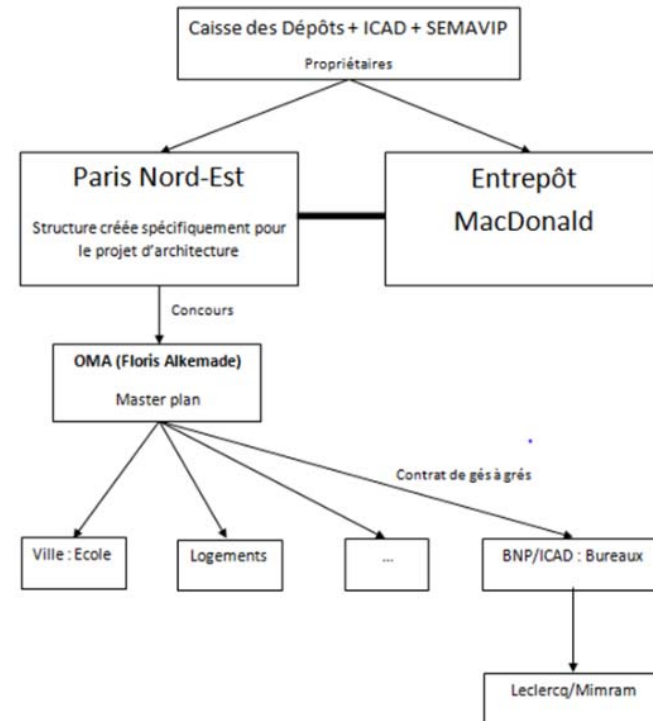 Caisse des Dépôts + ICAD + SEMAVIP
Propriétaires
Paris Nord-Est
Structure créée spécifiquement pour
le projet d'architecture
Entrepôt
MacDonald
Concours
OMA (Floris Alkemade)
Master plan
Contrat de gés à grés
Ville : Ecole
Logements
...
BNP/ICAD : Bureaux
Leclercq/Mimram